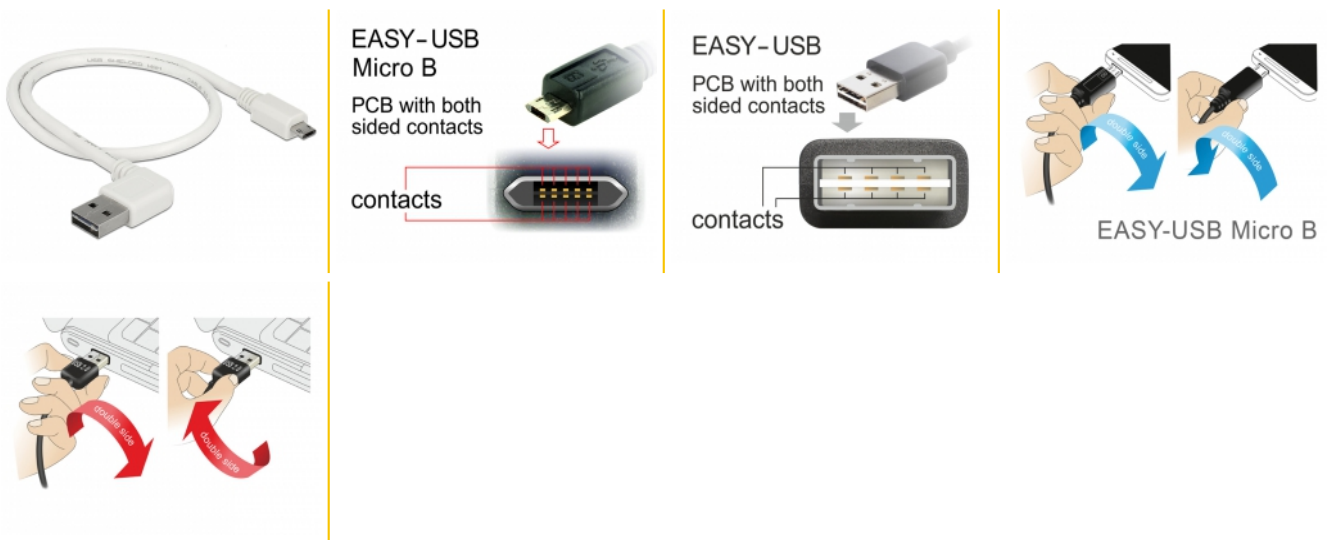 EASY-USB
Micro B
PCB with both
sided contacts
contacts
EASY-USB
PCB with both
sided contacts
contacts
double side
double side
EASY-USB Micro B
double side
double side